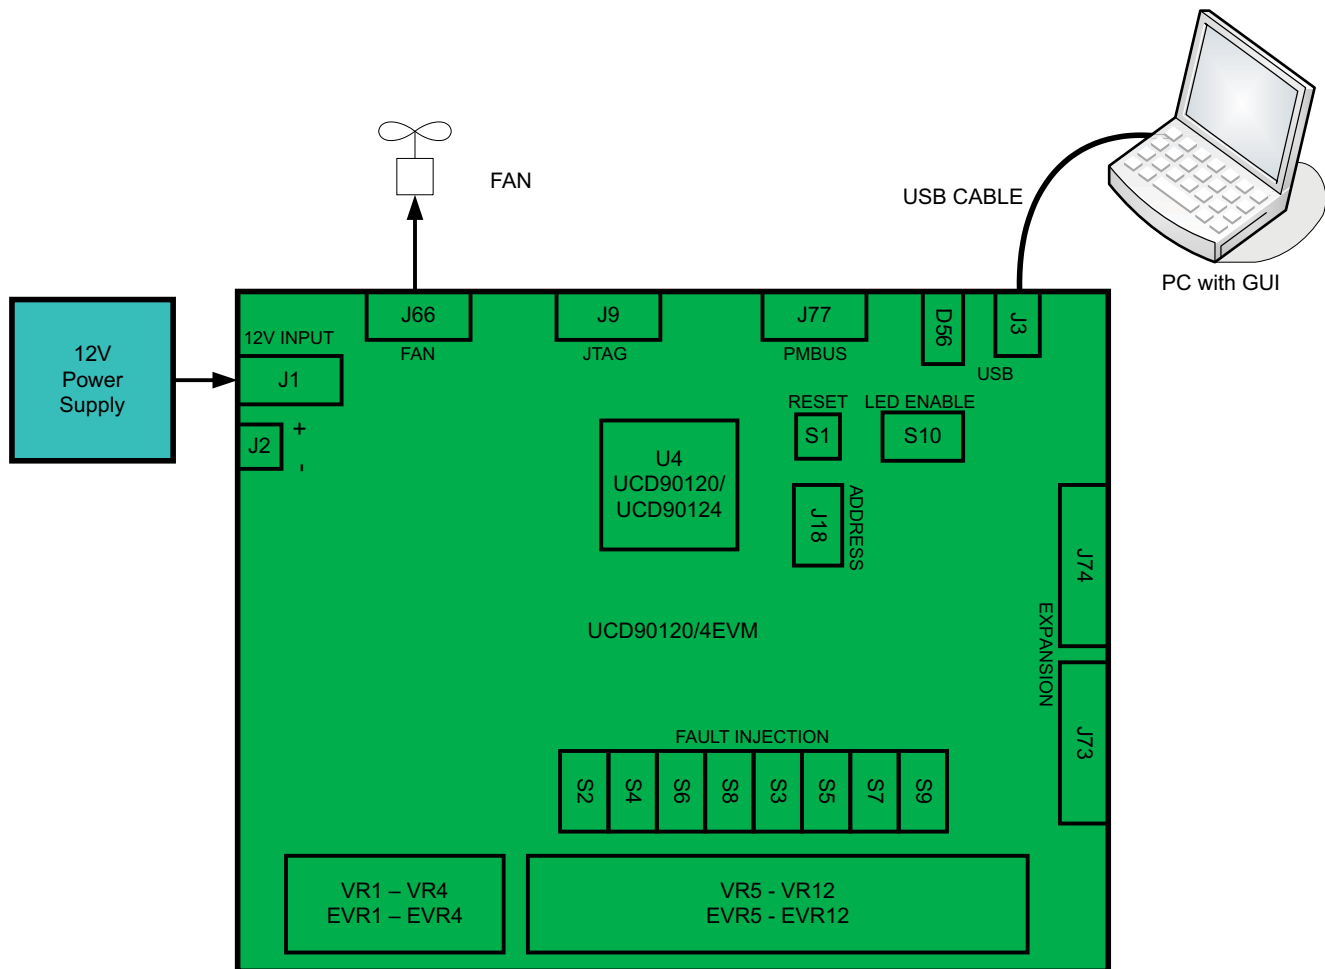 FAN
USB CABLE
PC with GUI
12V
Power
Supply
12V INPUT
J1
J2
+
-
J66
FAN
J9
JTAG
J77
PMBUS
D56
J3
USB
RESET
S1
LED ENABLE
S10
U4
UCD90120/
UCD90124
J18
ADDRESS
J74
EXPANSION
J73
UCD90120/4EVM
FAULT INJECTION
S2
S4
S6
S8
S3
S5
S7
S9
VR1 – VR4
EVR1 – EVR4
VR5 - VR12
EVR5 - EVR12